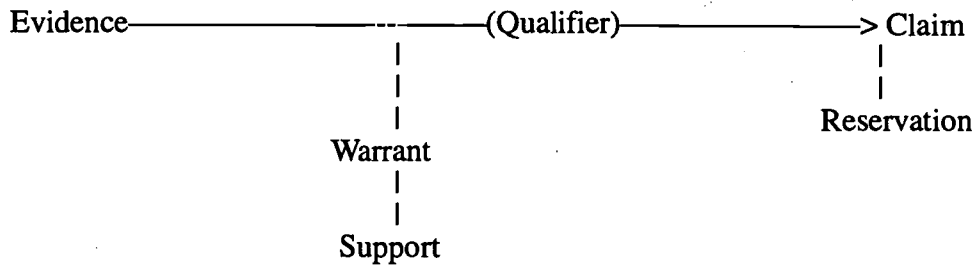 Evidence (Qualifier) Claim
Reservation
Warrant
Support